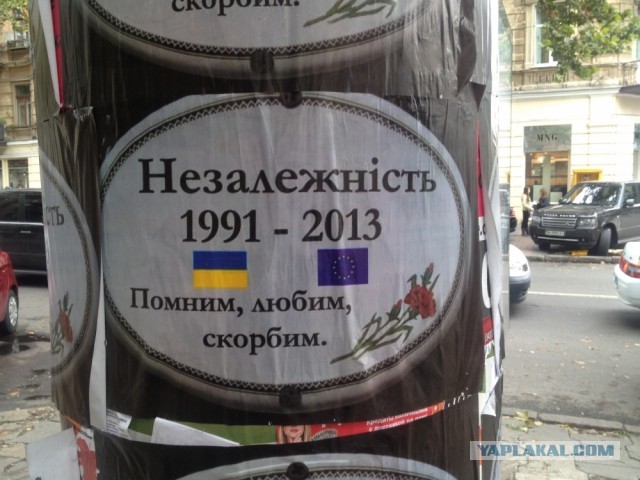 скорбим.
Незалежність
1991 - 2013
Помним, любим,
скорбим.
MNG
YAPLAKAL.COM